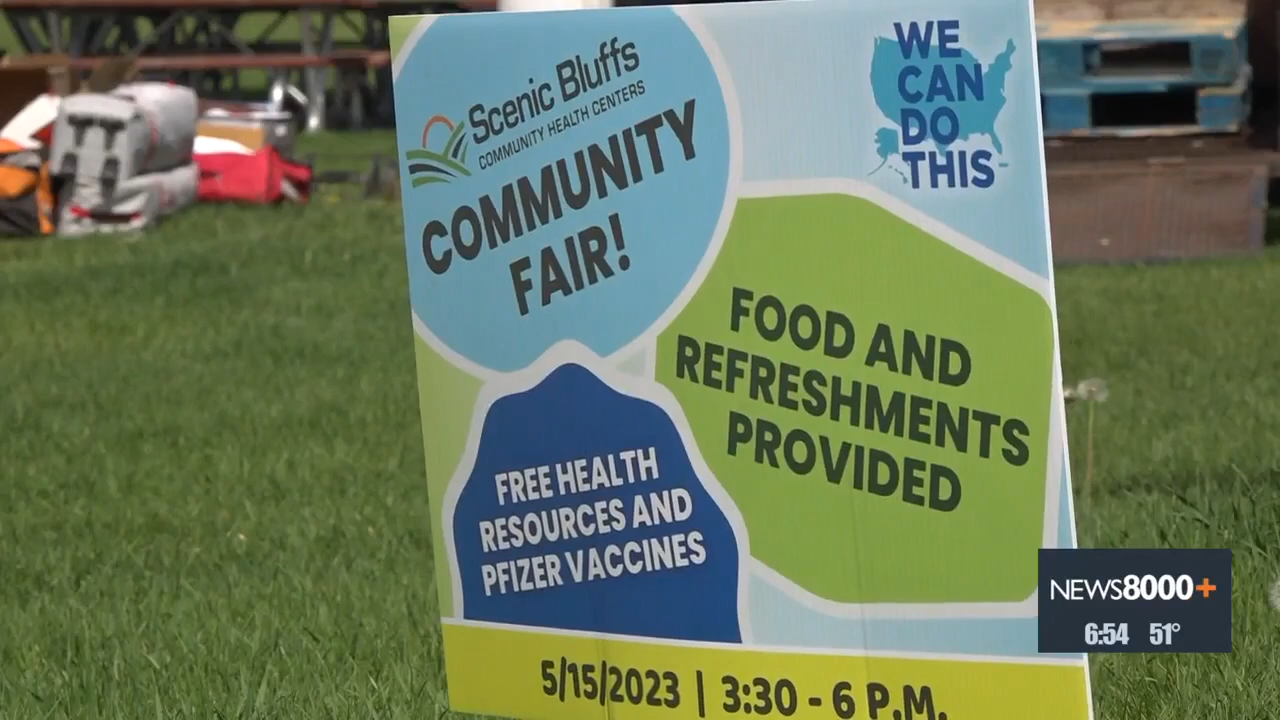 Scenic Bluffs
COMMUNITY HEALTH CENTERS
COMMUNITY
FAIR!
WE
CAN
DO
THIS
FOOD AND
REFRESHMENTS
PROVIDED
FREE HEALTH
RESOURCES AND
PFIZER VACCINES
5/15/2023 | 3:30 - 6 P.M.
NEWS8000+
6:54 51°